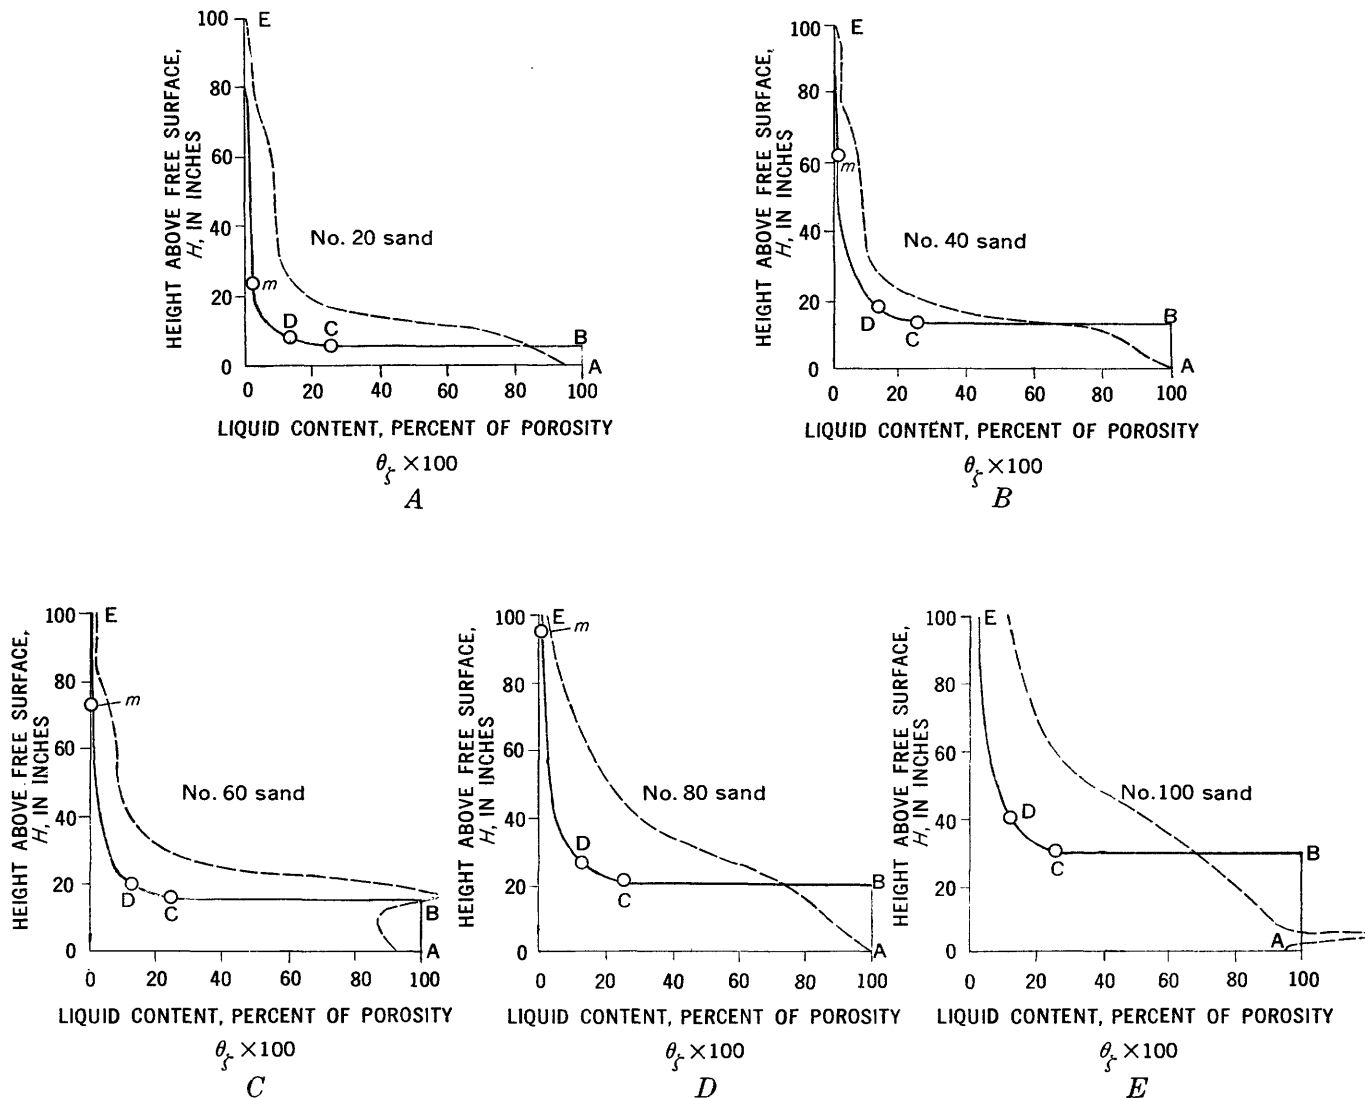 HEIGHT ABOVE FREE SURFACE,
H, IN INCHES
100
80
60
40
20
0
E
No. 20 sand
m
D
C
B
A
0 20 40 60 80 100
LIQUID CONTENT, PERCENT OF POROSITY
θζ ×100
A
HEIGHT ABOVE FREE SURFACE,
H, IN INCHES
100
80
60
40
20
0
E
m
No. 40 sand
D
C
B
A
0 20 40 60 80 100
LIQUID CONTENT, PERCENT OF POROSITY
θζ ×100
B
HEIGHT ABOVE FREE SURFACE,
H, IN INCHES
100
80
60
40
20
0
E
m
No. 60 sand
D
C
B
A
0 20 40 60 80 100
LIQUID CONTENT, PERCENT OF POROSITY
θζ ×100
C
HEIGHT ABOVE FREE SURFACE,
H, IN INCHES
100
80
60
40
20
0
E
m
No. 80 sand
D
C
B
A
0 20 40 60 80 100
LIQUID CONTENT, PERCENT OF POROSITY
θζ ×100
D
HEIGHT ABOVE FREE SURFACE,
H, IN INCHES
100
80
60
40
20
0
E
No. 100 sand
D
C
B
A
0 20 40 60 80 100
LIQUID CONTENT, PERCENT OF POROSITY
θζ ×100
E